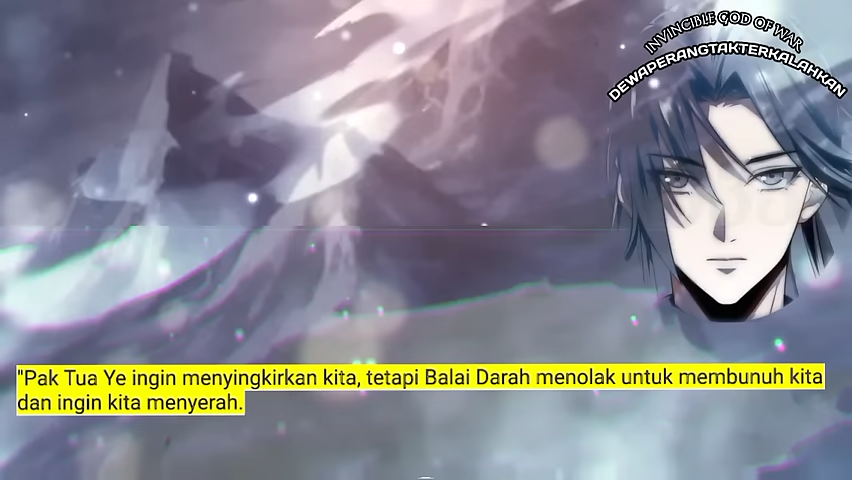 INVINCIBLE GOD OF WAR
DEWAPERANGTAKTERKALAHKAN
"Pak Tua Ye ingin menyingkirkan kita, tetapi Balai Darah menolak untuk membunuh kita
dan ingin kita menyerah.